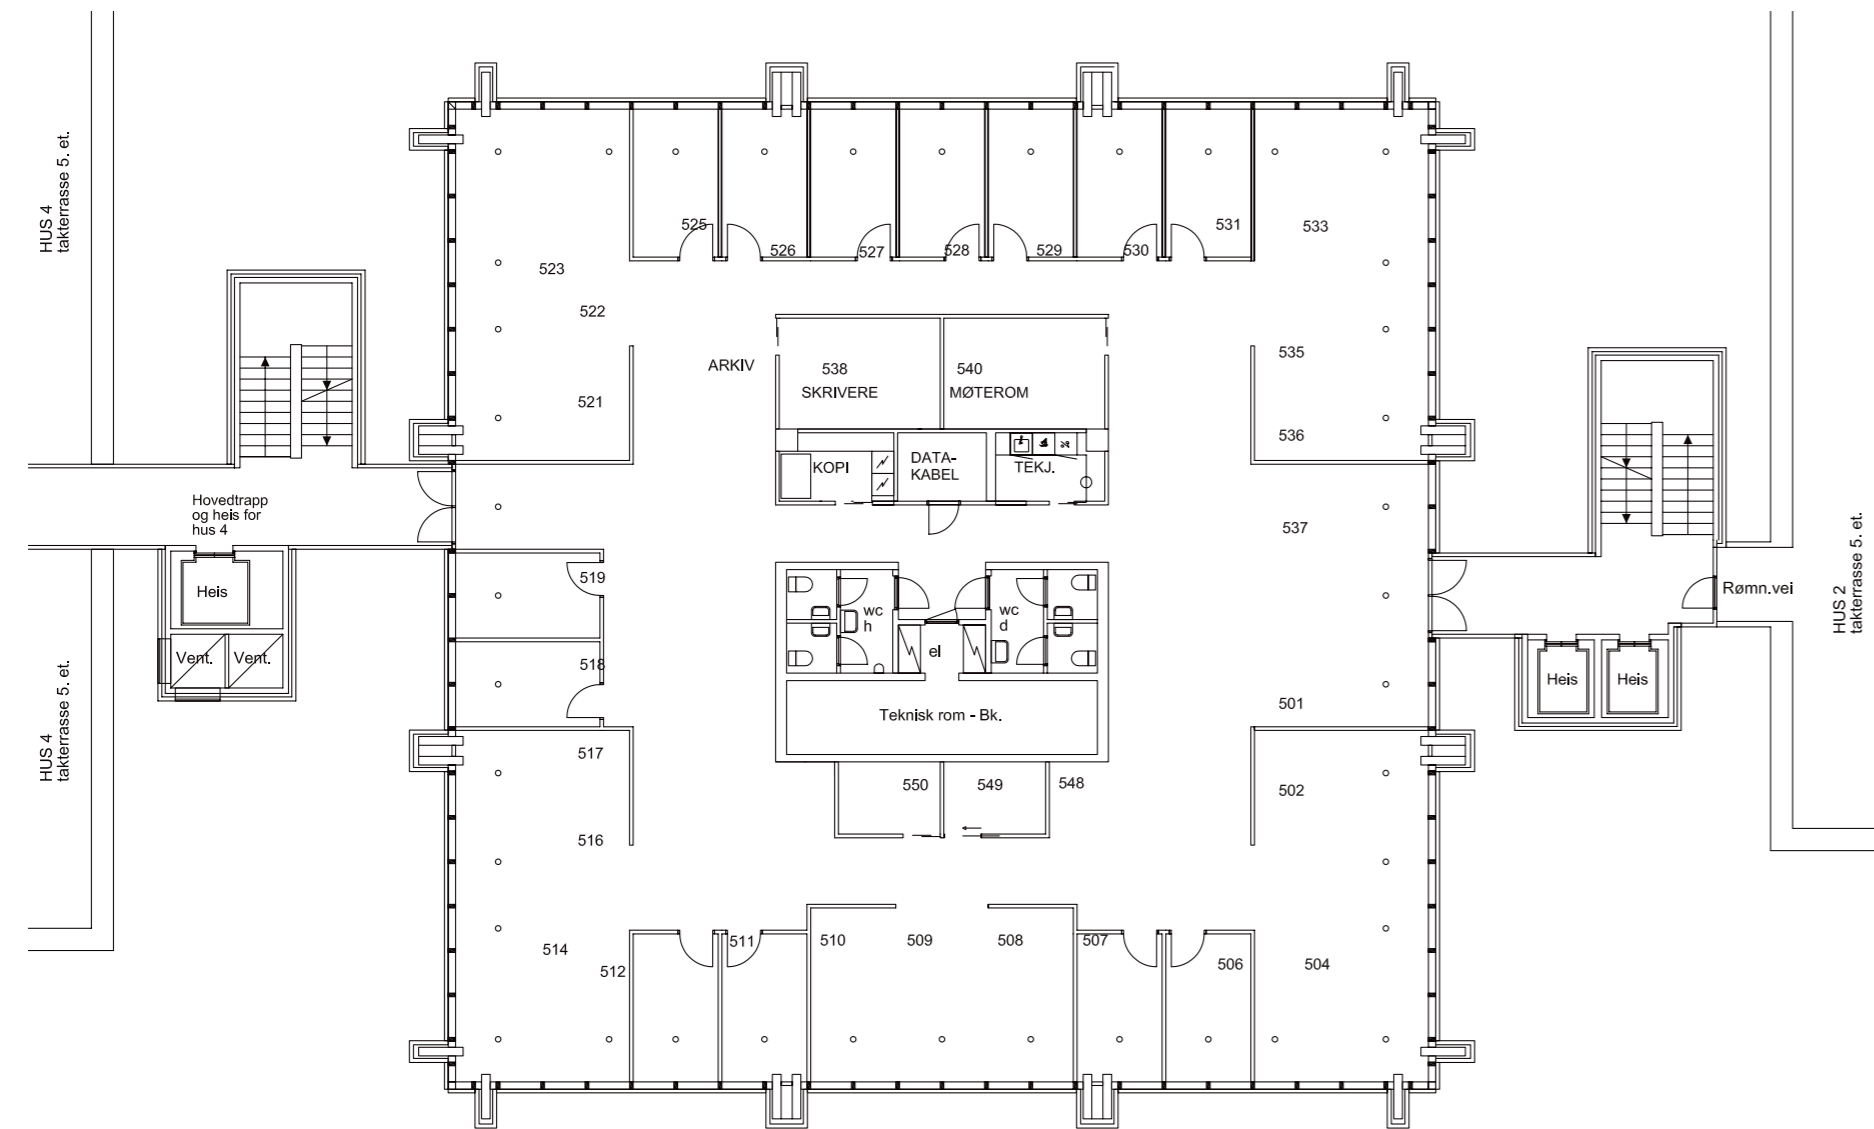 HUS 4
takterrasse 5. et.
525
526
527
528
529
530
531
533
523
522
521
ARKIV
538
SKRIVERE
540
MØTEROM
535
536
KOPI
DATA-
KABEL
TEKJ.
Hovedtrapp
og heis for
hus 4
Heis
Vent.
Vent.
537
Rømn.vei
HUS 2
takterrasse 5. et.
519
518
wc
h
el
wc
d
Teknisk rom - Bk.
501
Heis
Heis
HUS 4
takterrasse 5. et.
517
516
550
549
548
502
514
512
511
510
509
508
507
506
504